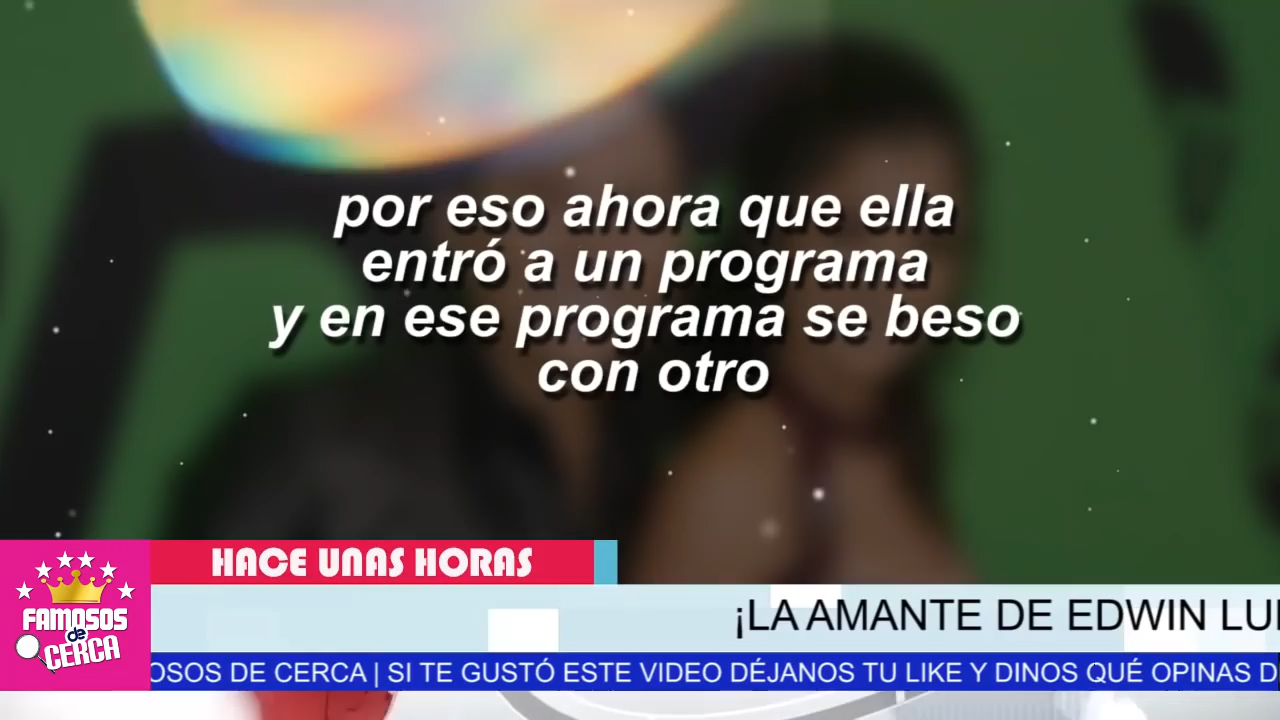 por eso ahora que ella
entró a un programa
y en ese programa se beso
con otro
HACE UNAS HORAS
FAMOSOS
de
CERCA
¡LA AMANTE DE EDWIN LUI
OSOS DE CERCA | SI TE GUSTÓ ESTE VIDEO DÉJANOS TU LIKE Y DINOS QUÉ OPINAS D